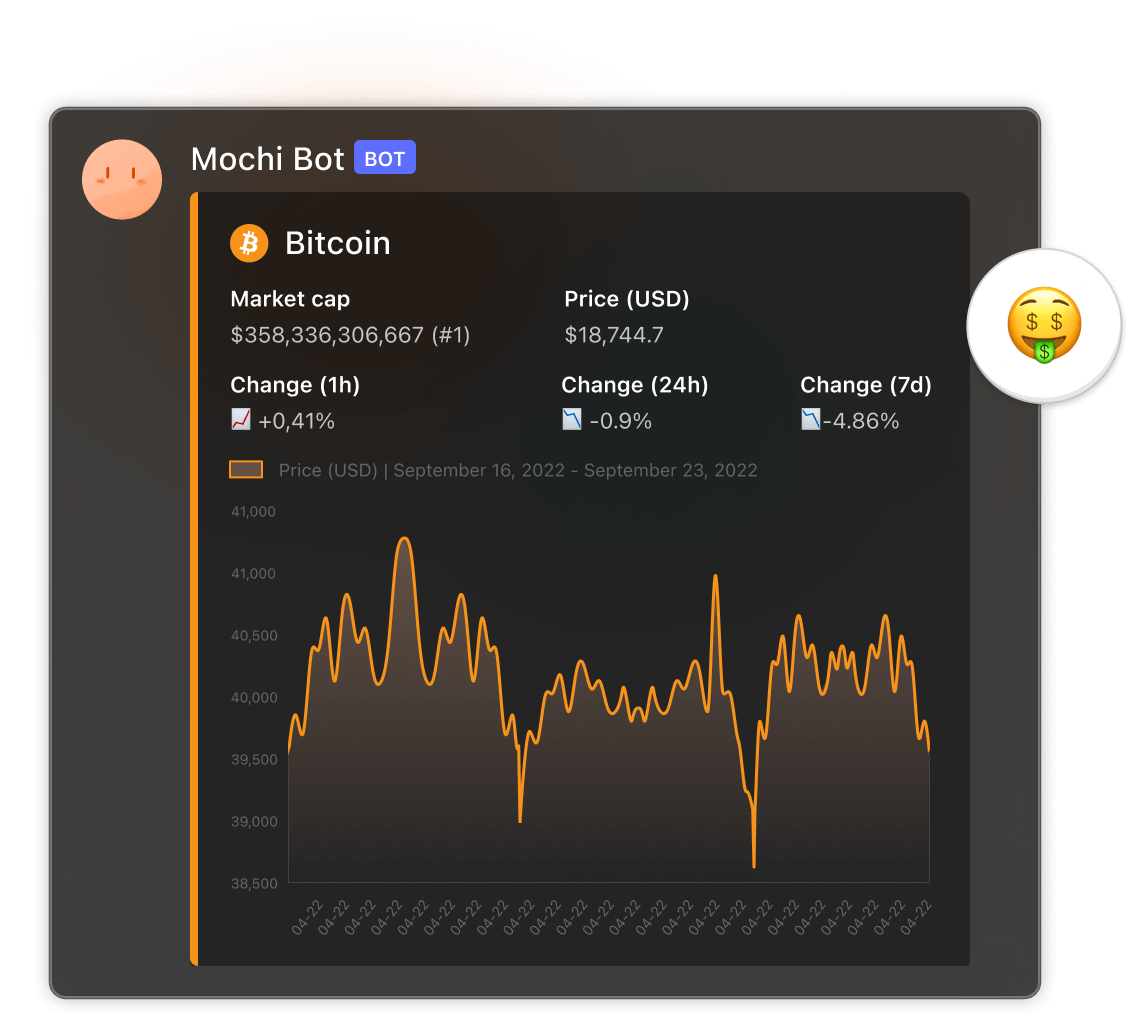 Mochi Bot BOT
Bitcoin
Market cap Price (USD)
$358,336,306,667 (#1) $18,744.7
Change (1h) Change (24h) Change (7d)
+0,41% -0.9% -4.86%
Price (USD) | September 16, 2022 - September 23, 2022
41,000
41,000
40,500
40,000
39,500
39,000
38,500
04-22 04-22 04-22 04-22 04-22 04-22 04-22 04-22 04-22 04-22 04-22 04-22 04-22 04-22 04-22 04-22 04-22 04-22 04-22 04-22 04-22 04-22 04-22 04-22